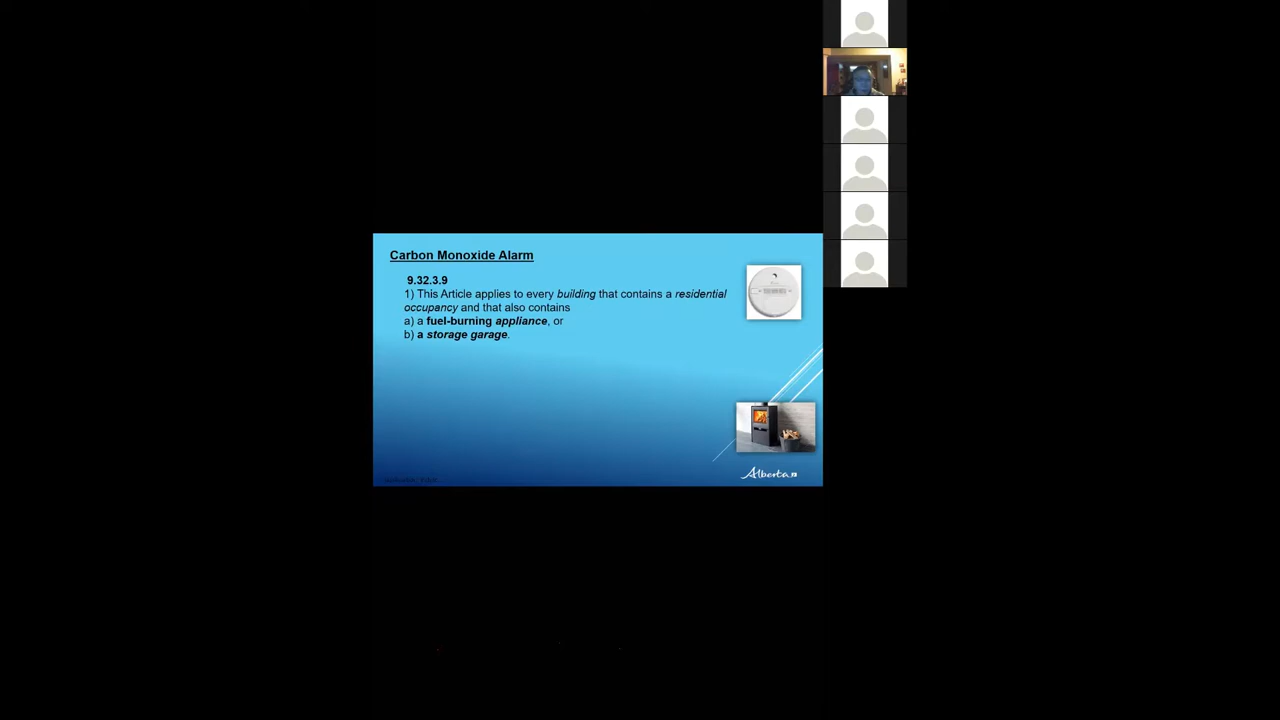 Carbon Monoxide Alarm
9.32.3.9
1) This Article applies to every building that contains a residential
occupancy and that also contains
a) a fuel-burning appliance, or
b) a storage garage.
Alberta